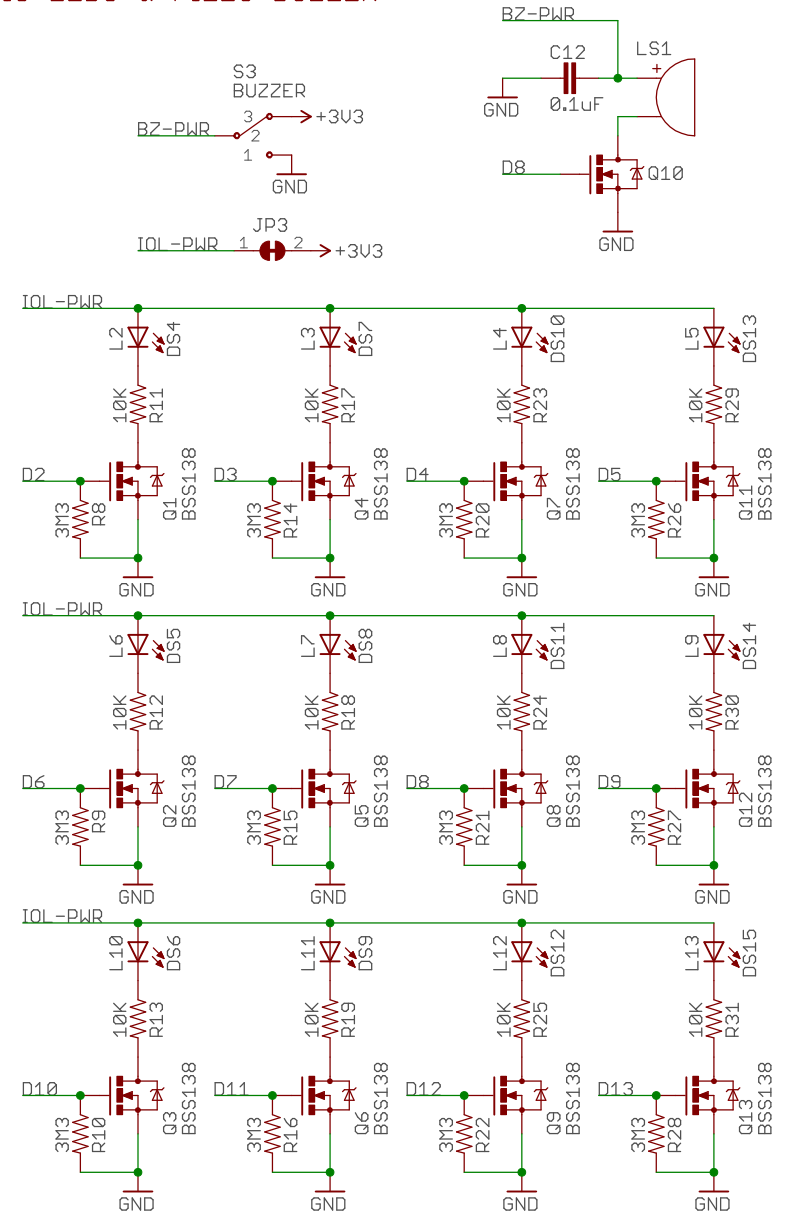 BZ-PWR
C12
LS1
+
GND
0.1uF
S3
BUZZER
3
+3V3
BZ-PWR
2
1
GND
D8
Q10
GND
JP3
IOL-PWR
1
2
+3V3
IOL-PWR
L2
DS4
L3
DS7
L4
DS10
L5
DS13
10K
R11
10K
R17
10K
R23
10K
R29
D2
D3
D4
D5
3M3
R8
Q1
BSS138
3M3
R14
Q4
BSS138
3M3
R20
Q7
BSS138
3M3
R26
Q11
BSS138
GND
GND
GND
GND
IOL-PWR
L6
DS5
L7
DS8
L8
DS11
L9
DS14
10K
R12
10K
R18
10K
R24
10K
R30
D6
D7
D8
D9
3M3
R9
Q2
BSS138
3M3
R15
Q5
BSS138
3M3
R21
Q8
BSS138
3M3
R27
Q12
BSS138
GND
GND
GND
GND
IOL-PWR
L10
DS6
L11
DS9
L12
DS12
L13
DS15
10K
R13
10K
R19
10K
R25
10K
R31
D10
D11
D12
D13
3M3
R10
Q3
BSS138
3M3
R16
Q6
BSS138
3M3
R22
Q9
BSS138
3M3
R28
Q13
BSS138
GND
GND
GND
GND